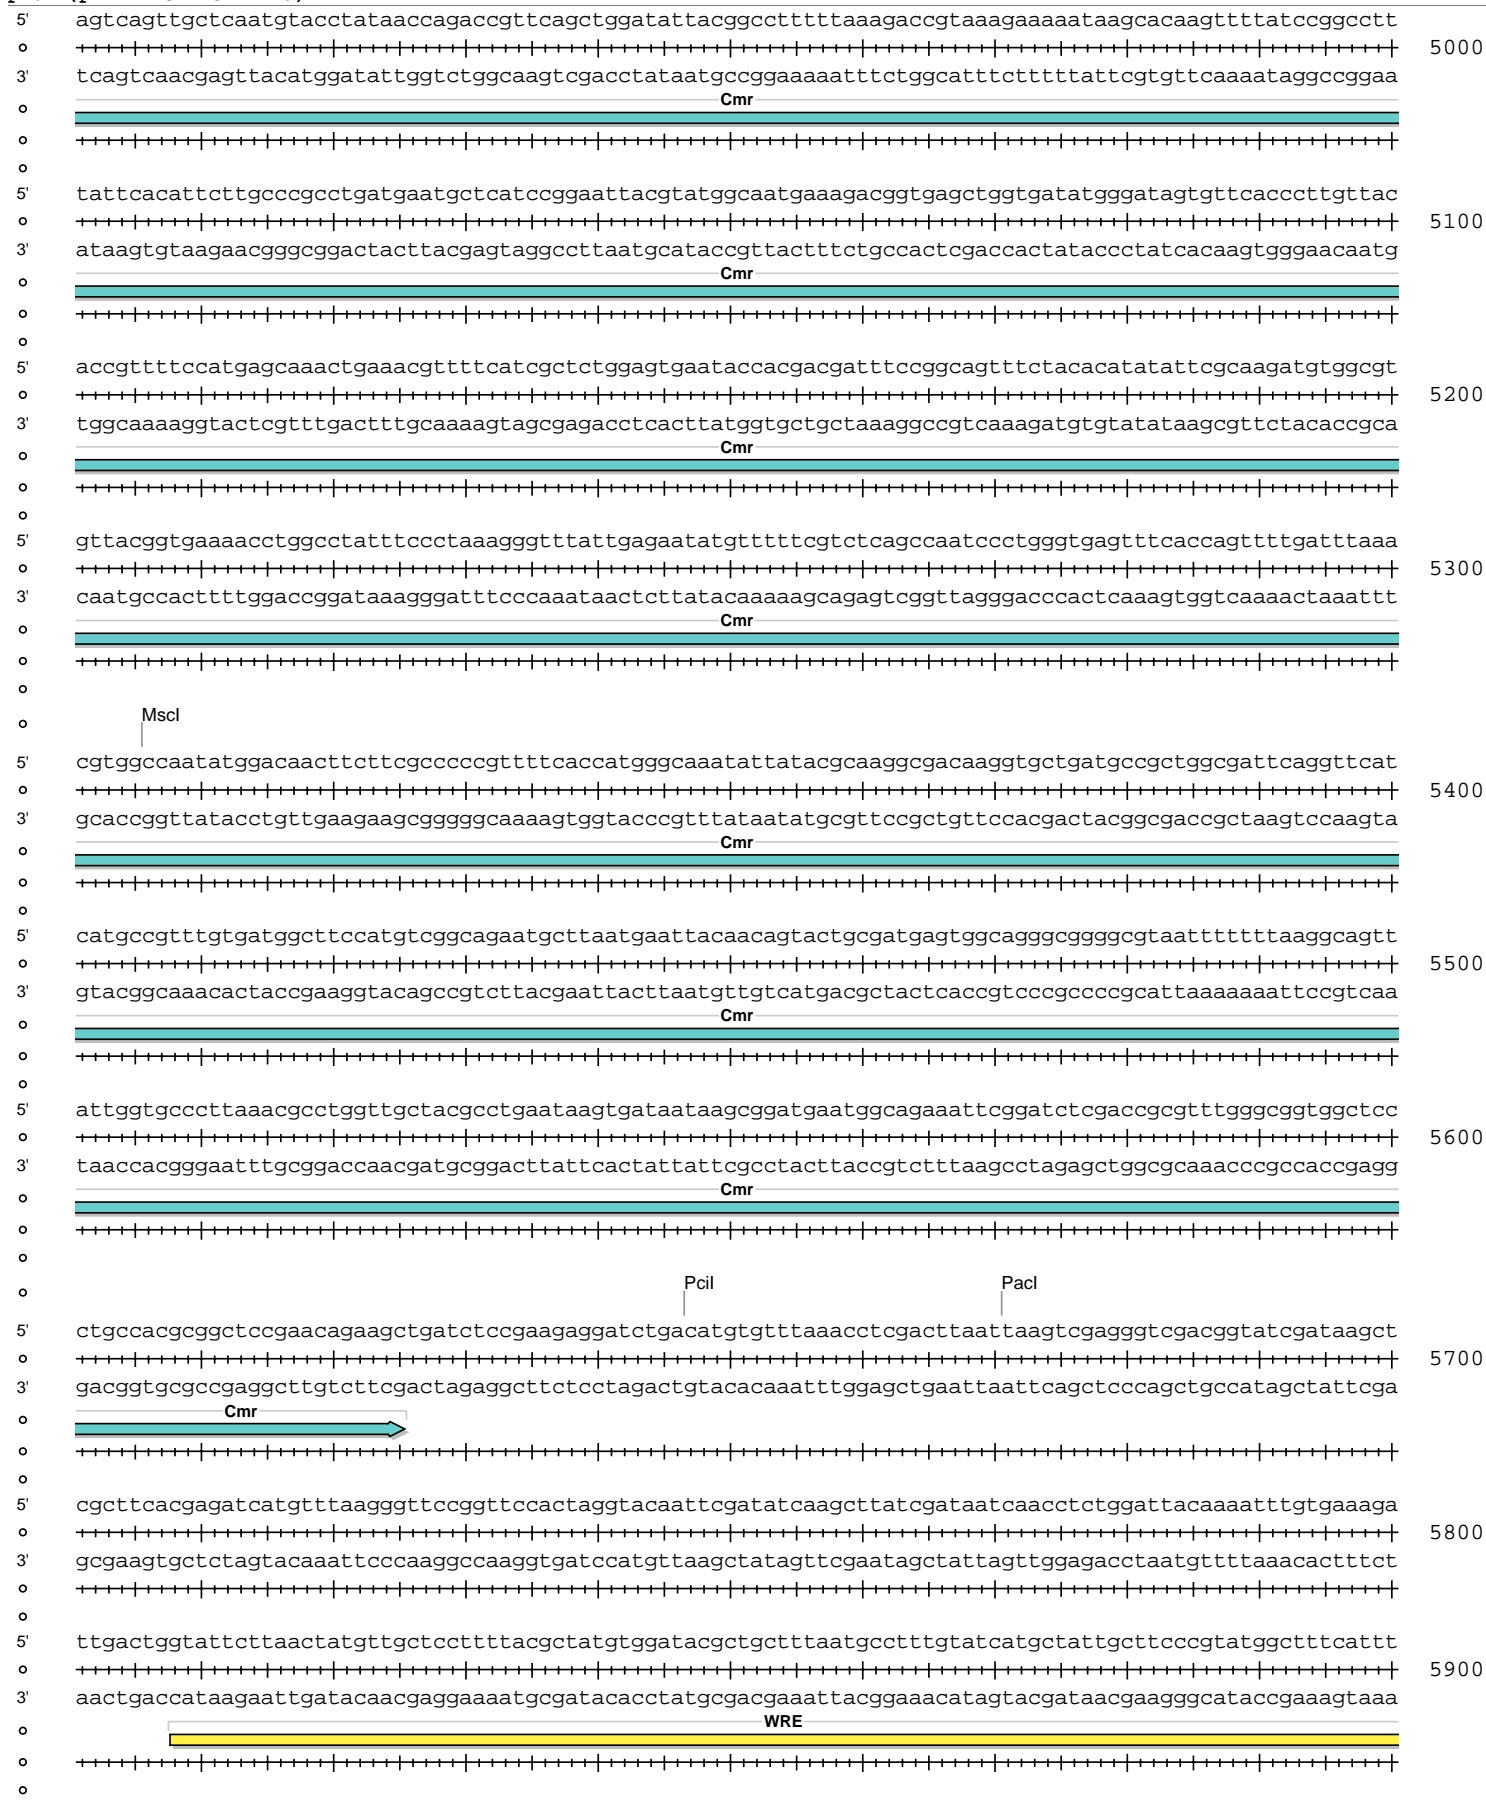 5' agtcagttgctcaatgtacctataaccagaccgttcagctggatattacggcctttttaaagaccgtaaagaaaaataagcacaagttttatccggcctt
5000
3' tcagtcaacgagttacatggatattggtctggcaagtcgacctataatgccggaaaaatttctggcatttctttttattcgtgttcaaaataggccggaa
Cmr
5' tattcacattcttgcccgcctgatgaatgctcatccggaattacgtatggcaatgaaagacggtgagctggtgatatgggatagtgttcacccttgttac
5100
3' ataagtgtaagaacgggcggactacttacgagtaggccttaatgcataccgttactttctgccactcgaccactataccctatcacaagtgggaacaatg
Cmr
5' accgttttccatgagcaaactgaaacgttttcatcgctctggagtgaataccacgacgatttccggcagtttctacacatatattcgcaagatgtggcgt
5200
3' tggcaaaaggtactcgtttgactttgcaaaagtagcgagacctcacttatggtgctgctaaaggccgtcaaagatgtgtatataagcgttctacaccgca
Cmr
5' gttacggtgaaaacctggcctatttccctaaagggtttattgagaatatgtttttcgtctcagccaatccctgggtgagtttcaccagttttgatttaaa
5300
3' caatgccacttttggaccggataaagggatttcccaaataactcttatacaaaaagcagagtcggttagggacccactcaaagtggtcaaaactaaattt
Cmr
MscI
5' cgtggccaatatggacaacttcttcgcccccgttttcaccatgggcaaatattatacgcaaggcgacaaggtgctgatgccgctggcgattcaggttcat
5400
3' gcaccggttatacctgttgaagaagcgggggcaaaagtggtacccgtttataatatgcgttccgctgttccacgactacggcgaccgctaagtccaagta
Cmr
5' catgccgtttgtgatggcttccatgtcggcagaatgcttaatgaattacaacagtactgcgatgagtggcagggcggggcgtaatttttttaaggcagtt
5500
3' gtacggcaaacactaccgaaggtacagccgtcttacgaattacttaatgttgtcatgacgctactcaccgtcccgccccgcattaaaaaaattccgtcaa
Cmr
5' attggtgcccttaaacgcctggttgctacgcctgaataagtgataataagcggatgaatggcagaaattcggatctcgaccgcgtttgggcggtggctcc
5600
3' taaccacgggaatttgcggaccaacgatgcggacttattcactattattcgcctacttaccgtctttaagcctagagctggcgcaaacccgccaccgagg
Cmr
PciI PacI
5' ctgccacgcggctccgaacagaagctgatctccgaagaggatctgacatgtgtttaaacctcgacttaattaagtcgagggtcgacggtatcgataagct
5700
3' gacggtgcgccgaggcttgtcttcgactagaggcttctcctagactgtacacaaatttggagctgaattaattcagctcccagctgccatagctattcga
Cmr
5' cgcttcacgagatcatgtttaagggttccggttccactaggtacaattcgatatcaagcttatcgataatcaacctctggattacaaaatttgtgaaaga
5800
3' gcgaagtgctctagtacaaattcccaaggccaaggtgatccatgttaagctatagttcgaatagctattagttggagacctaatgttttaaacactttct
5' ttgactggtattcttaactatgttgctccttttacgctatgtggatacgctgctttaatgcctttgtatcatgctattgcttcccgtatggctttcattt
5900
3' aactgaccataagaattgatacaacgaggaaaatgcgatacacctatgcgacgaaattacggaaacatagtacgataacgaagggcataccgaaagtaaa
WRE